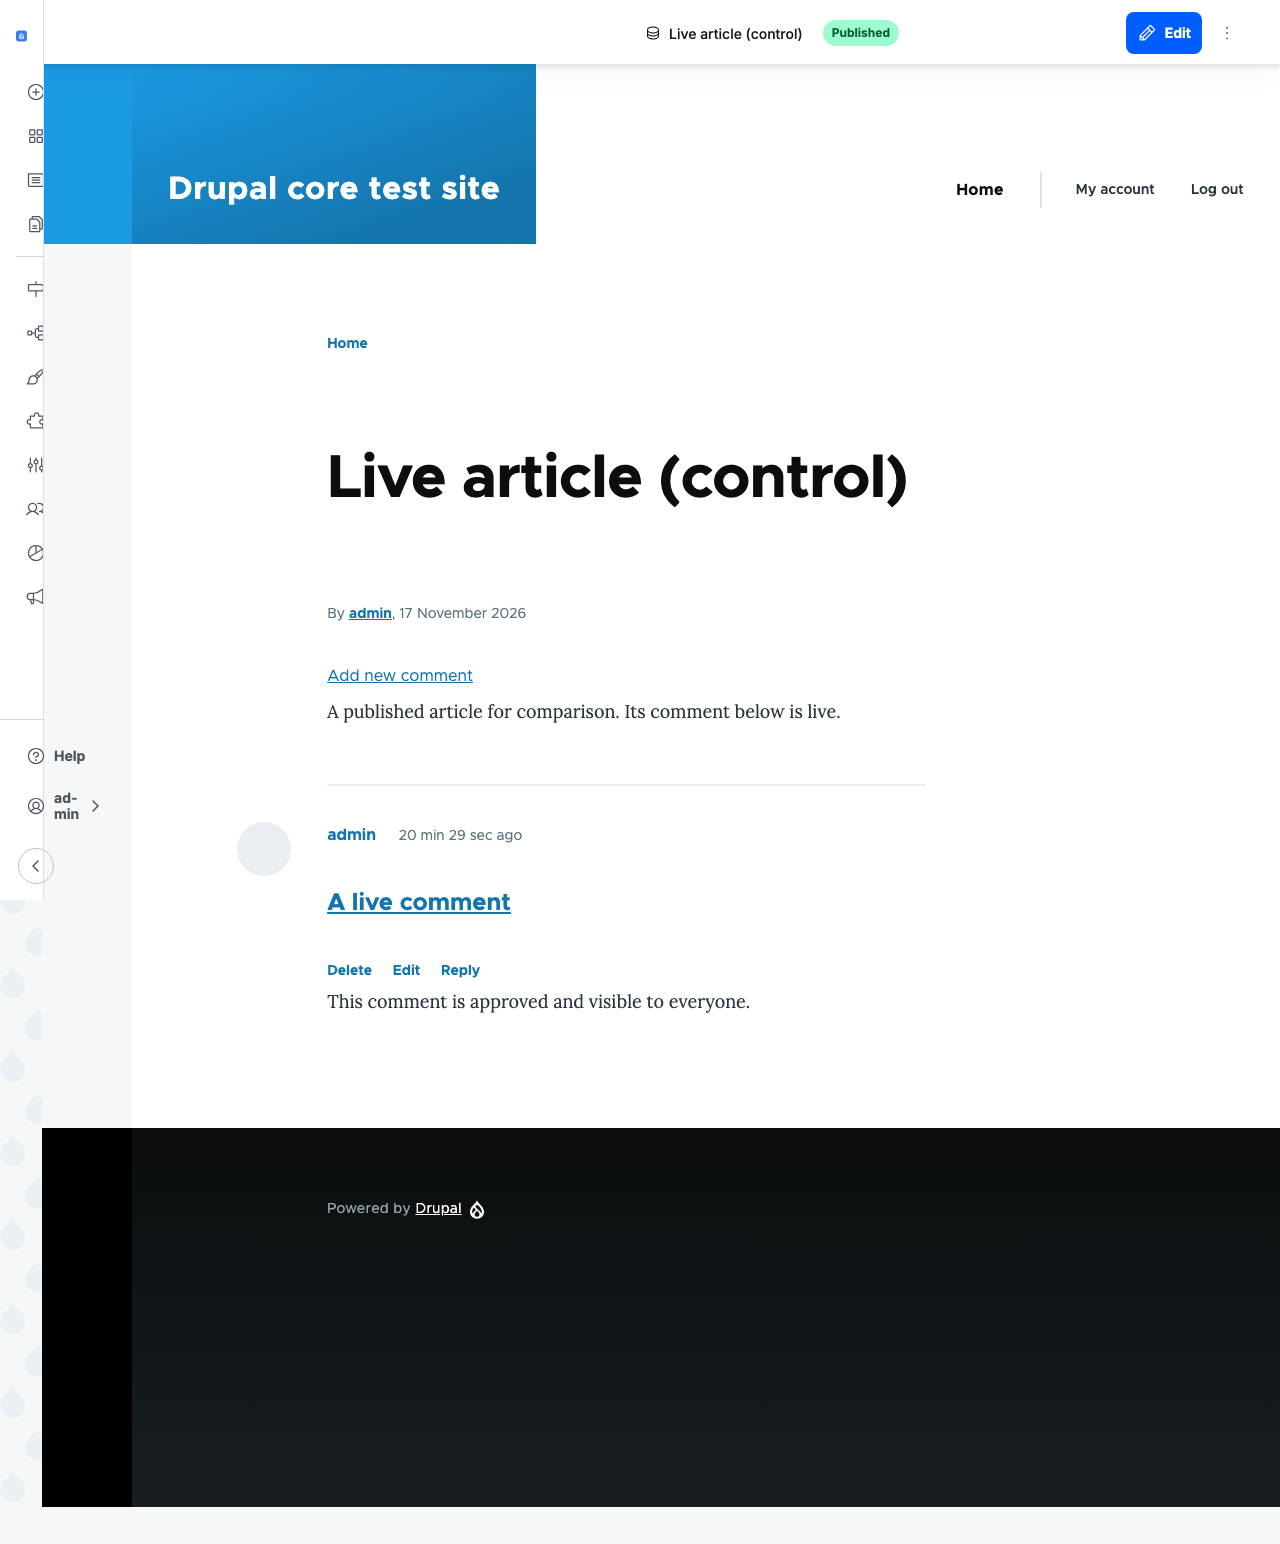 Live article (control)
Published
Edit
Drupal core test site
Home
My account
Log out
Home
Live article (control)
By admin, 17 November 2026
Add new comment
A published article for comparison. Its comment below is live.
Help
ad-
min
admin
20 min 29 sec ago
A live comment
Delete
Edit
Reply
This comment is approved and visible to everyone.
Powered by Drupal